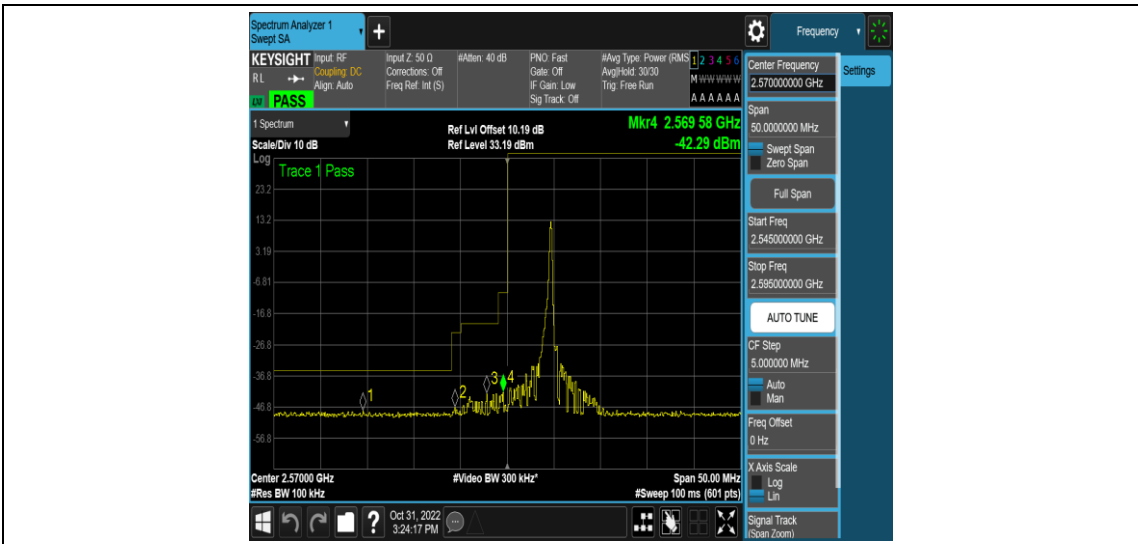 Spectrum Analyzer 1
Swept SA
+
Frequency
KEYSIGHT
RL
LXI
PASS
Input: RF
Coupling: DC
Align: Auto
Input Z: 50 Ω
Corrections: Off
Freq Ref: Int (S)
#Atten: 40 dB
PNO: Fast
Gate: Off
IF Gain: Low
Sig Track: Off
#Avg Type: Power (RMS
Avg|Hold: 30/30
Trig: Free Run
1 2 3 4 5 6
M W W W W W
A A A A A A
1 Spectrum
Scale/Div 10 dB
Ref Lvl Offset 10.19 dB
Ref Level 33.19 dBm
Mkr4 2.569 58 GHz
-42.29 dBm
Log
Trace 1 Pass
23.2
13.2
3.19
-6.81
-16.8
-26.8
-36.8
-46.8
-56.8
1
2
3
4
Center 2.57000 GHz
#Res BW 100 kHz
#Video BW 300 kHz*
Span 50.00 MHz
#Sweep 100 ms (601 pts)
?
Oct 31, 2022
3:24:17 PM
Center Frequency
2.570000000 GHz
Settings
Span
50.0000000 MHz
Swept Span
Zero Span
Full Span
Start Freq
2.545000000 GHz
Stop Freq
2.595000000 GHz
AUTO TUNE
CF Step
5.000000 MHz
Auto
Man
Freq Offset
0 Hz
X Axis Scale
Log
Lin
Signal Track
(Span Zoom)